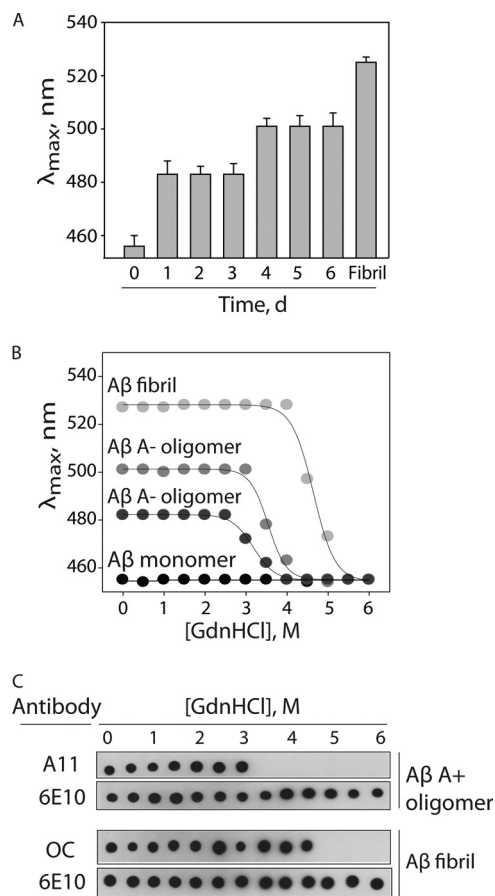 A
540
520
500
480
460
λmax, nm
0 1 2 3 4 5 6 Fibril
Time, d
B
540
520
500
480
460
λmax, nm
Aβ fibril
Aβ A- oligomer
Aβ A- oligomer
Aβ monomer
0 1 2 3 4 5 6
[GdnHCl], M
C
Antibody [GdnHCl], M
0 1 2 3 4 5 6
A11
6E10
Aβ A+
oligomer
OC
6E10
Aβ fibril